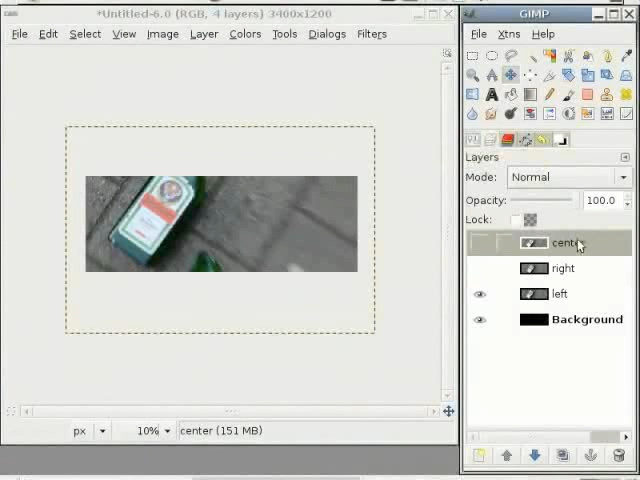 *Untitled-6.0 (RGB, 4 layers) 3400x1200
File Edit Select View Image Layer Colors Tools Dialogs Filters
px 10% center (151 MB)
GIMP
File Xtns Help
Layers
Mode: Normal
Opacity: 100.0
Lock:
center
right
left
Background